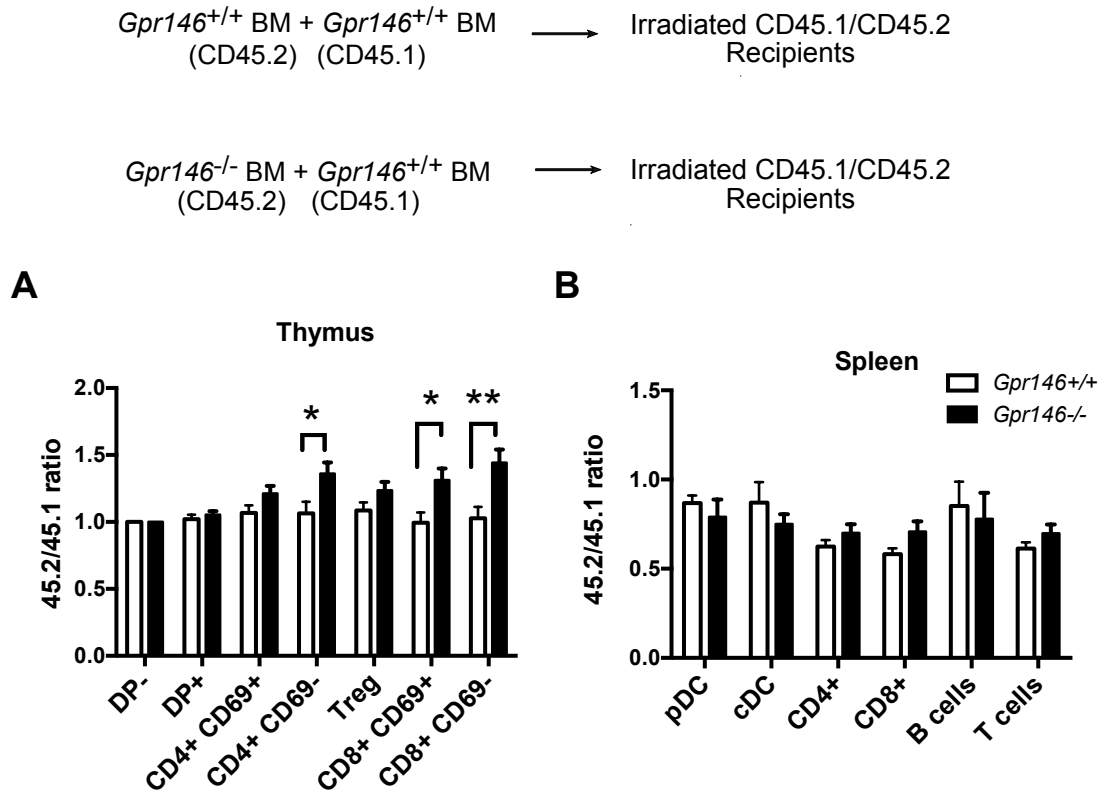 Gpr146+/+ BM + Gpr146+/+ BM
(CD45.2) (CD45.1)
Irradiated CD45.1/CD45.2
Recipients
Gpr146-/- BM + Gpr146+/+ BM
(CD45.2) (CD45.1)
Irradiated CD45.1/CD45.2
Recipients
A
Thymus
45.2/45.1 ratio
2.0
1.5
1.0
0.5
0.0
*
*
**
DP-
DP+
CD4+ CD69+
CD4+ CD69-
Treg
CD8+ CD69+
CD8+ CD69-
B
Spleen
Gpr146+/+
Gpr146-/-
45.2/45.1 ratio
1.5
1.0
0.5
0.0
pDC
cDC
CD4+
CD8+
B cells
T cells